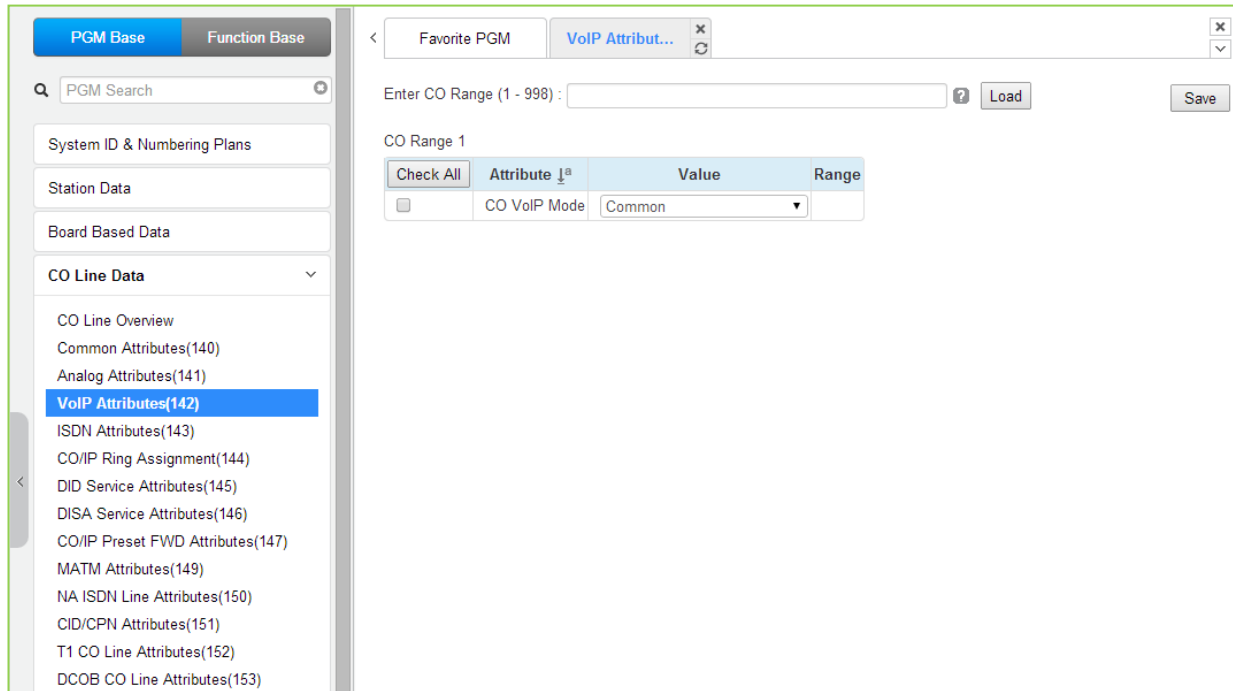 PGM Base
Function Base
PGM Search
System ID & Numbering Plans
Station Data
Board Based Data
CO Line Data
CO Line Overview
Common Attributes(140)
Analog Attributes(141)
VoIP Attributes(142)
ISDN Attributes(143)
CO/IP Ring Assignment(144)
DID Service Attributes(145)
DISA Service Attributes(146)
CO/IP Preset FWD Attributes(147)
MATM Attributes(149)
NA ISDN Line Attributes(150)
CID/CPN Attributes(151)
T1 CO Line Attributes(152)
DCOB CO Line Attributes(153)
Favorite PGM
VoIP Attribut...
Enter CO Range (1 - 998) :
Load
Save
CO Range 1
Check All Attribute Value Range
CO VoIP Mode Common